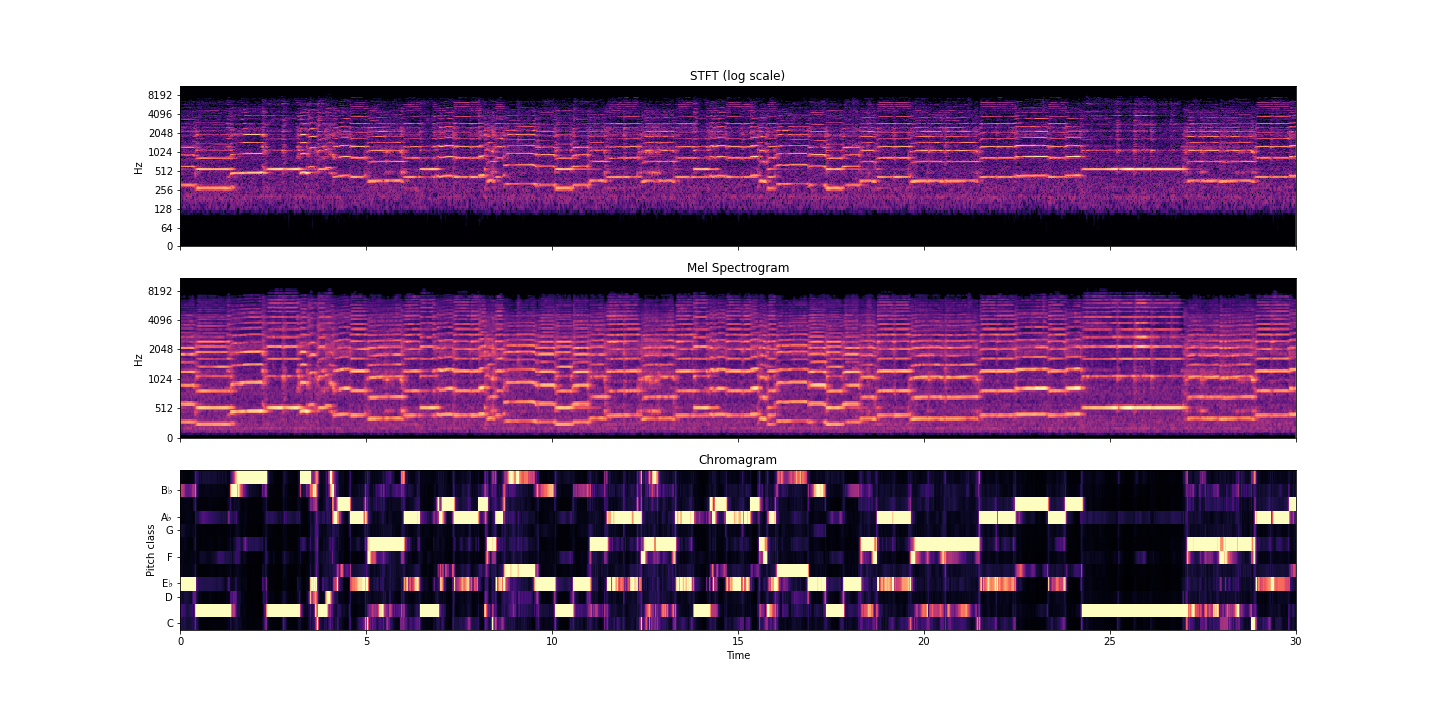 STFT (log scale)
8192
4096
2048
1024
512
256
128
64
0
Hz
Mel Spectrogram
8192
4096
2048
1024
512
0
Hz
Chromagram
B♭
A♭
G
F
E♭
D
C
Pitch class
0 5 10 15 20 25 30
Time